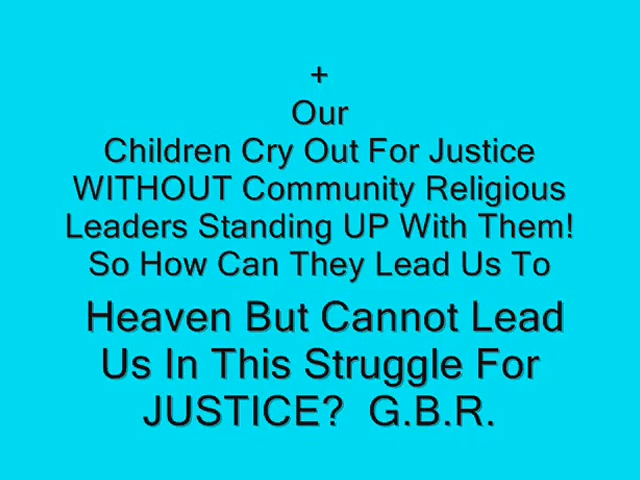 +
Our
Children Cry Out For Justice
WITHOUT Community Religious
Leaders Standing UP With Them!
So How Can They Lead Us To
Heaven But Cannot Lead
Us In This Struggle For
JUSTICE? G.B.R.